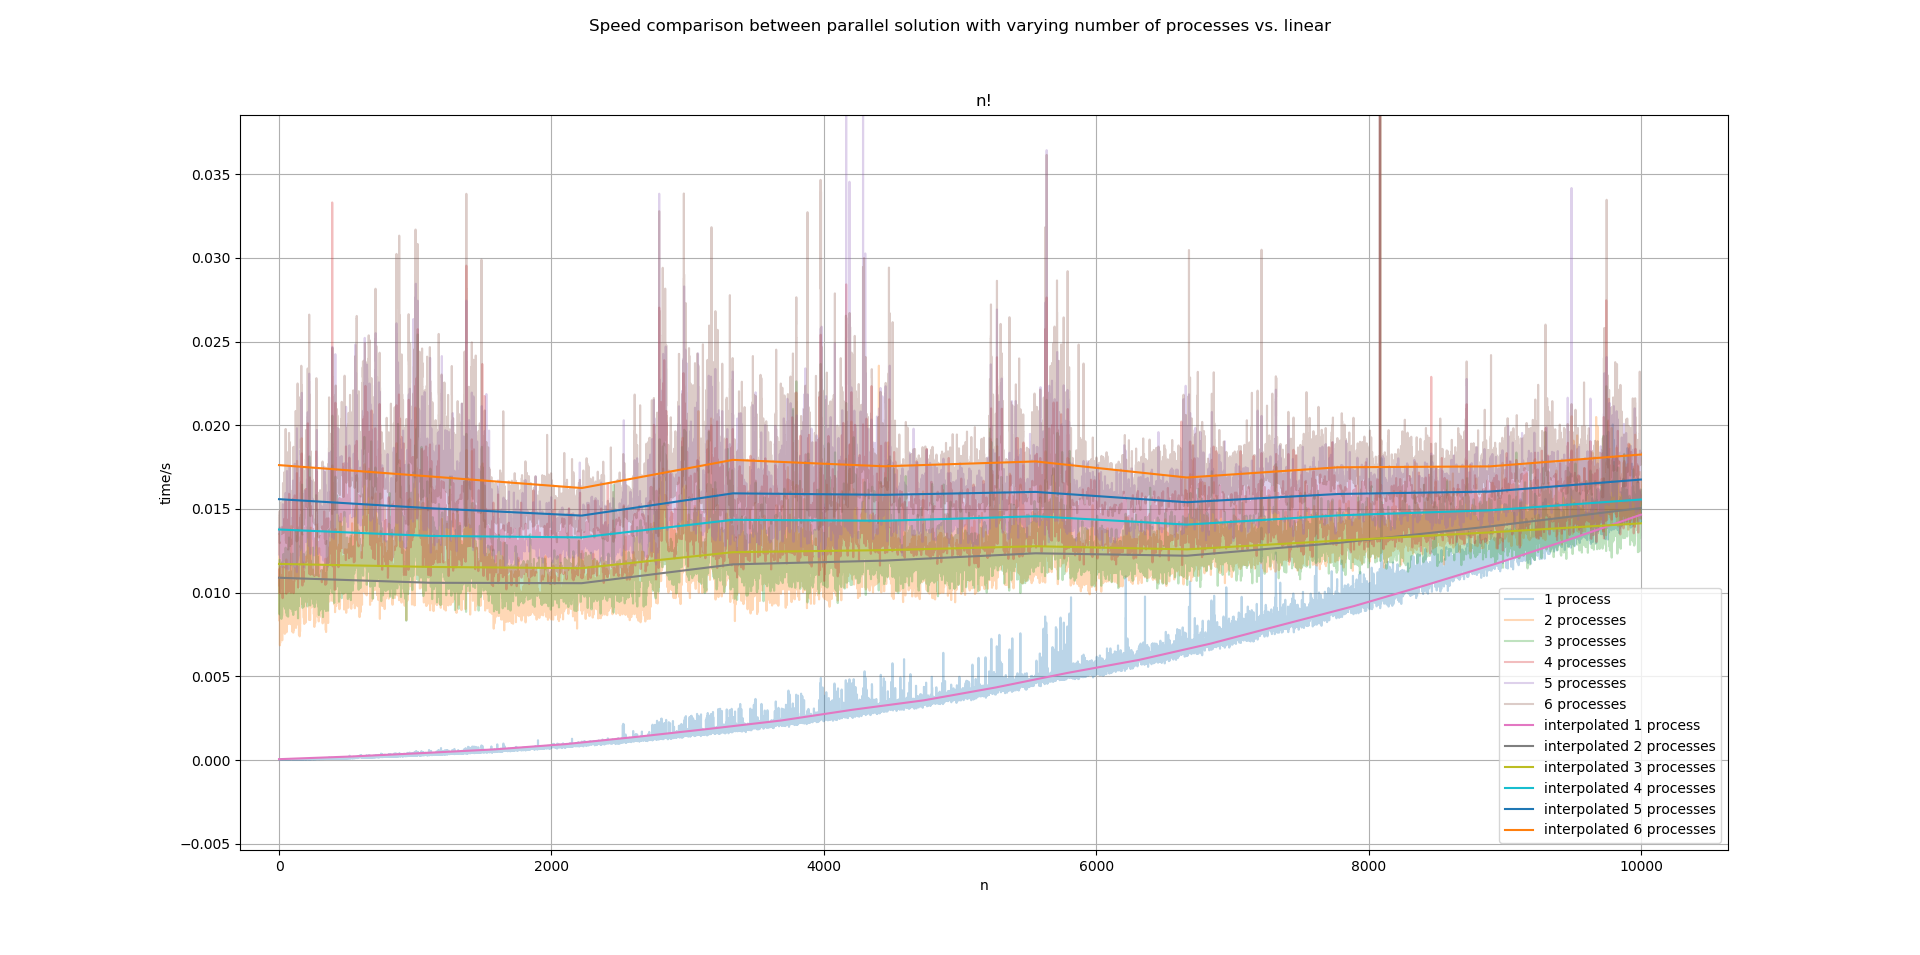 Speed comparison between parallel solution with varying number of processes vs. linear
n!
0.035
0.030
0.025
0.020
0.015
0.010
0.005
0.000
−0.005
time/s
0
2000
4000
6000
8000
10000
n
1 process
2 processes
3 processes
4 processes
5 processes
6 processes
interpolated 1 process
interpolated 2 processes
interpolated 3 processes
interpolated 4 processes
interpolated 5 processes
interpolated 6 processes